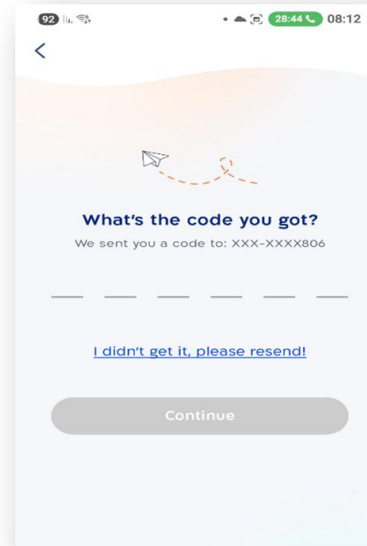 92 28:44 08:12
What's the code you got?
We sent you a code to: XXX-XXXX806
I didn't get it, please resend!
Continue